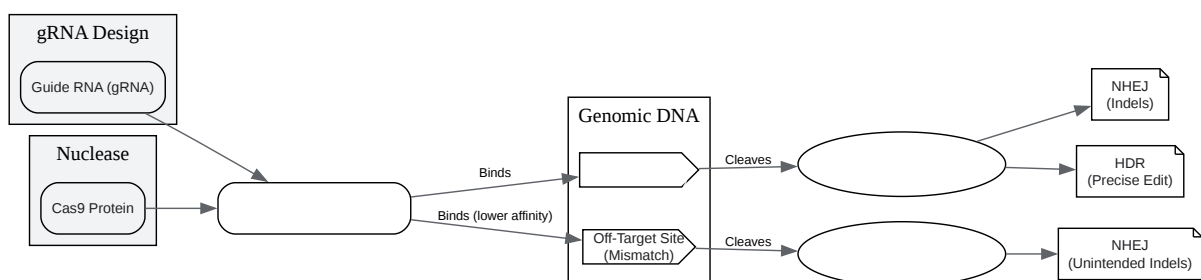 gRNA Design
Guide RNA (gRNA)
Nuclease
Cas9 Protein
Binds
Binds (lower affinity)
Genomic DNA
Off-Target Site
(Mismatch)
Cleaves
Cleaves
NHEJ
(Indels)
HDR
(Precise Edit)
NHEJ
(Unintended Indels)